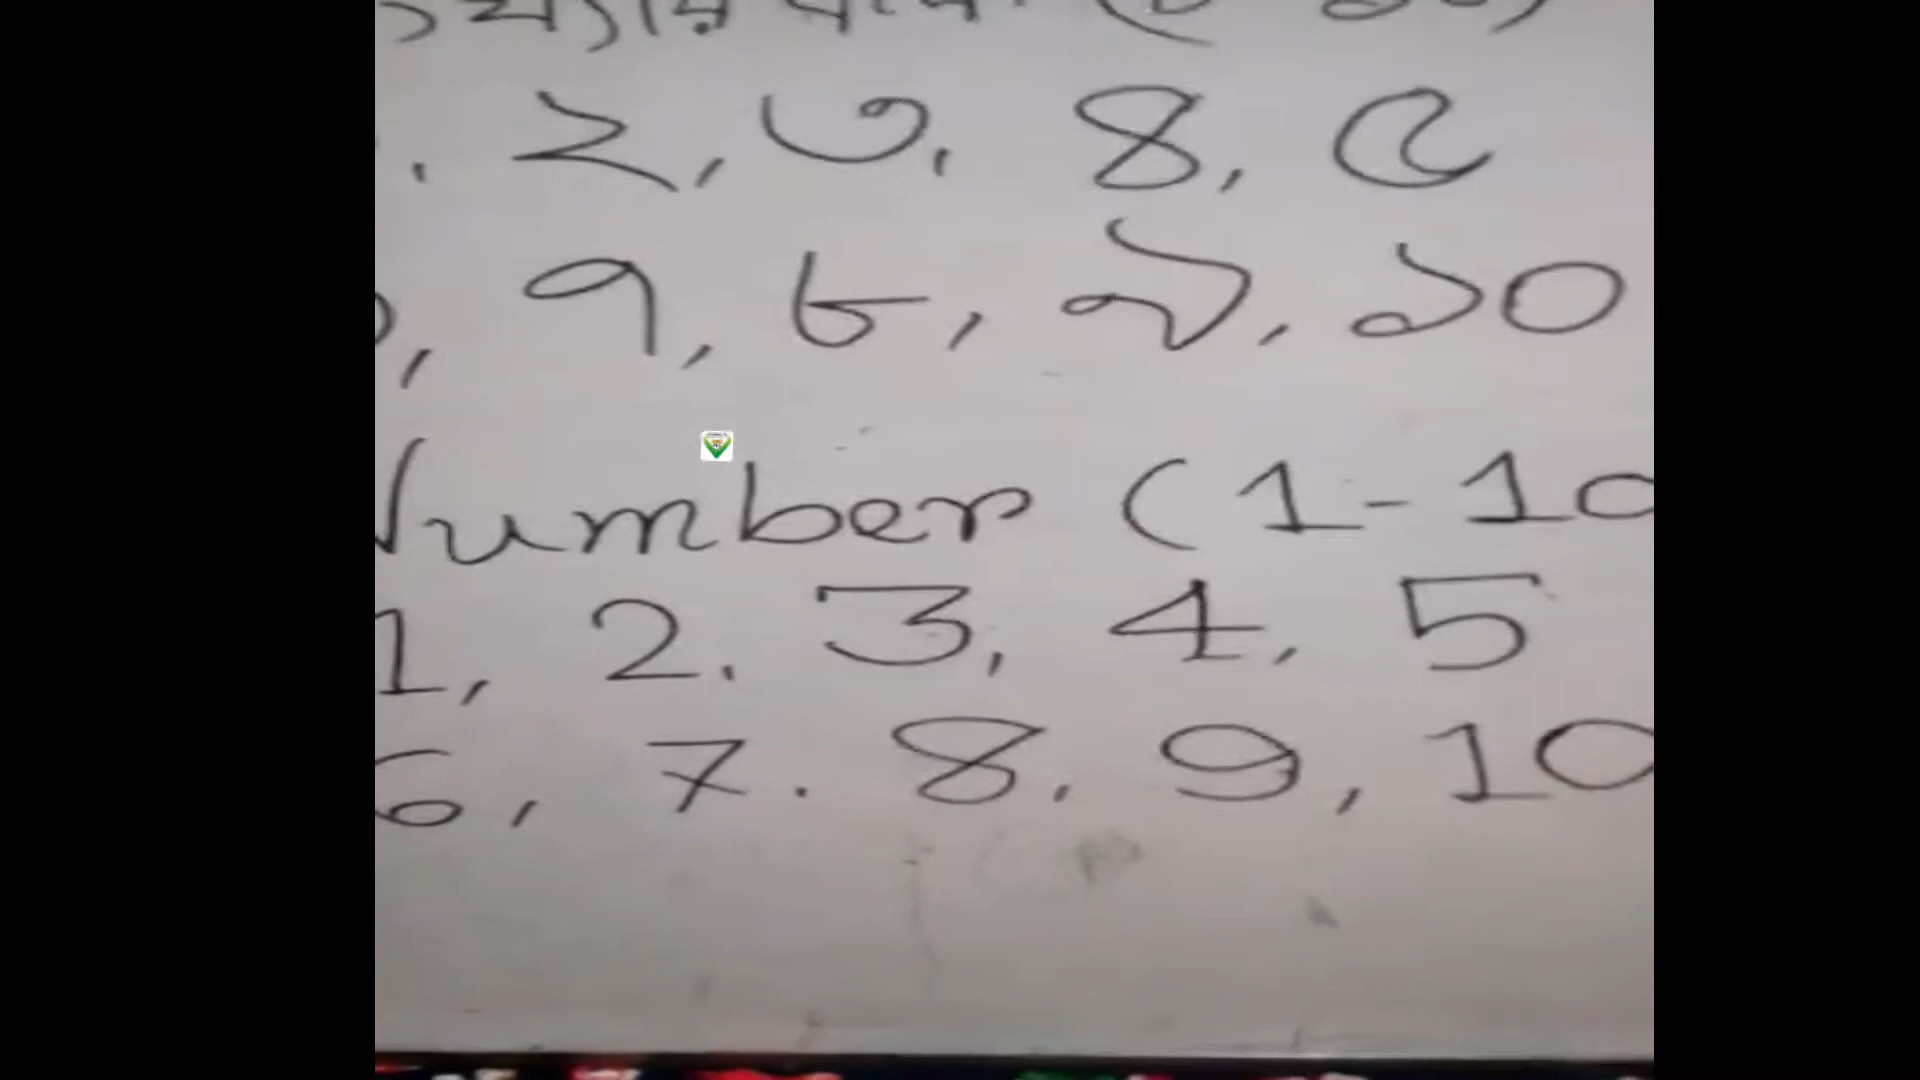 ২, ৩, ৪, ৫
৭, ৮, ৯, ১০
Number (1-10
1, 2, 3, 4, 5
6, 7, 8, 9, 10